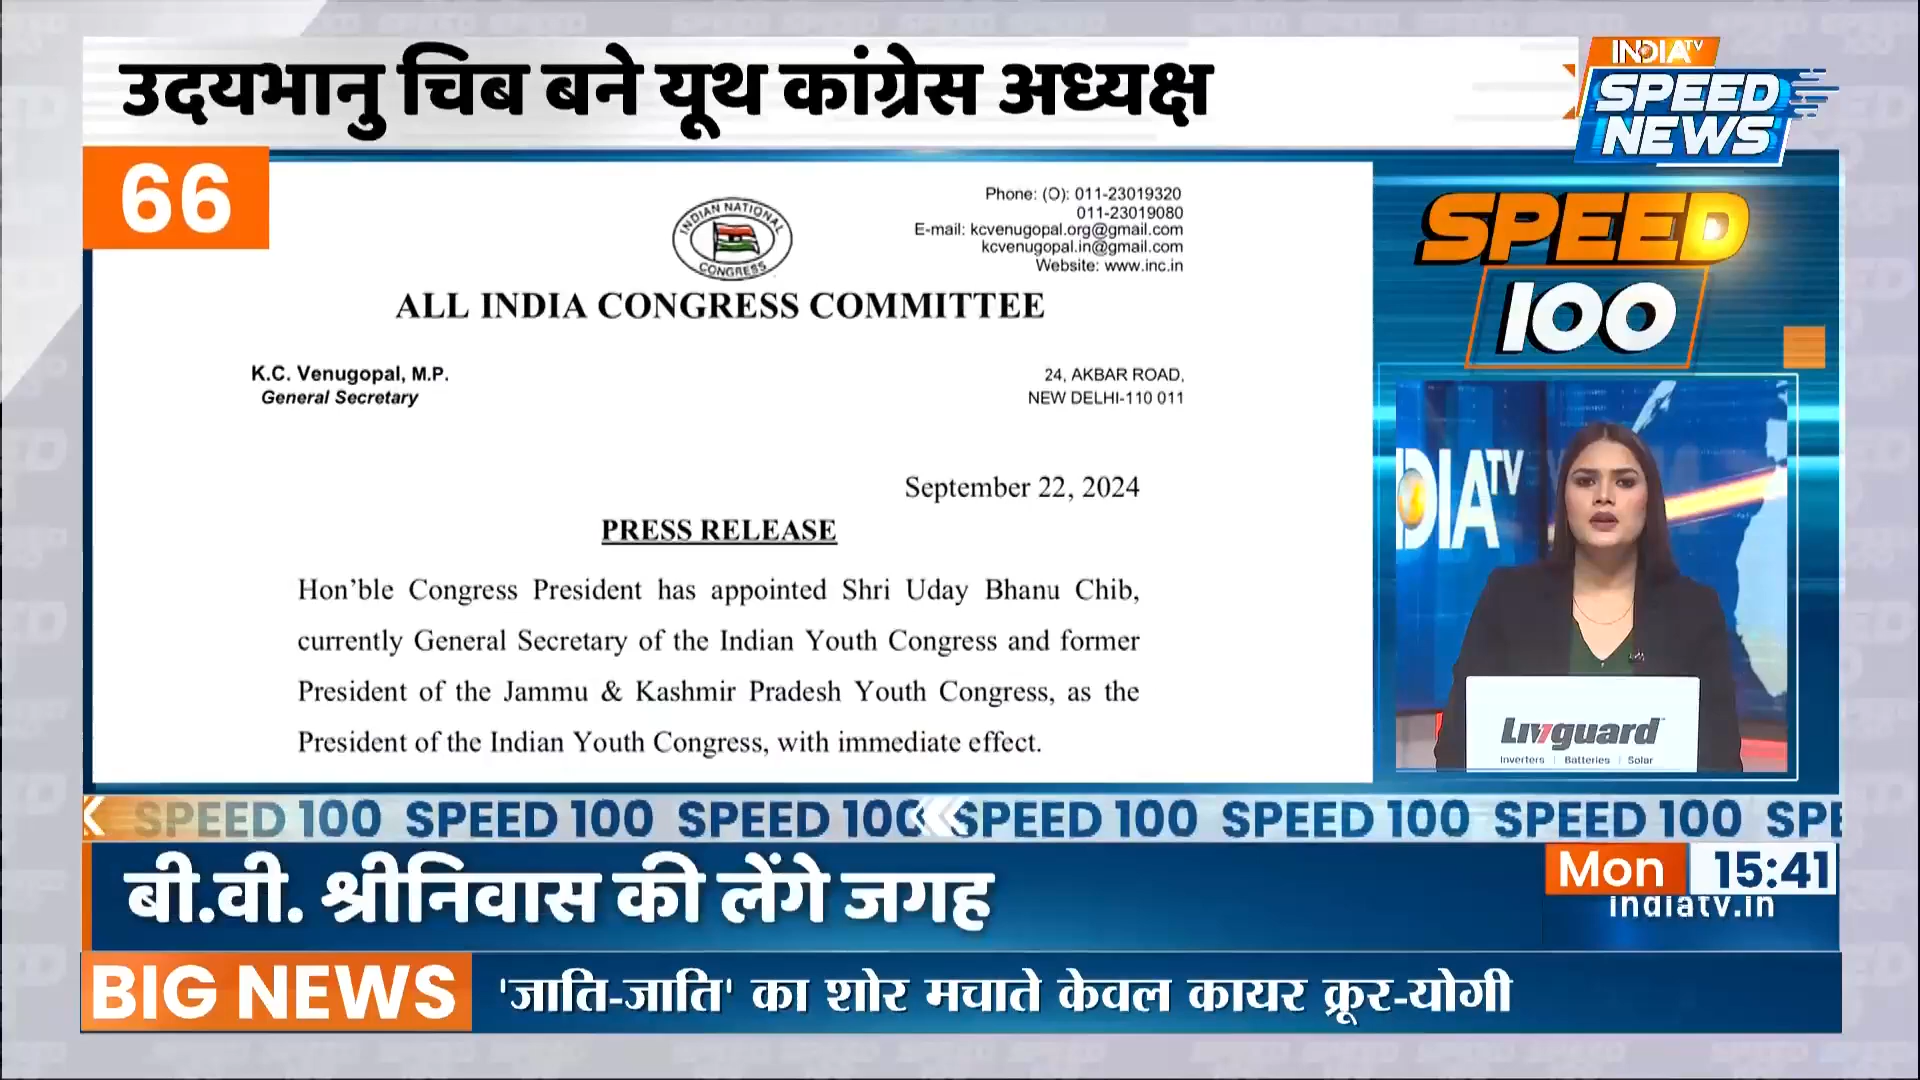 उदयभानु चिब बने यूथ कांग्रेस अध्यक्ष
INDIA TV
SPEED
NEWS
66
INDIAN NATIONAL
CONGRESS
Phone: (O): 011-23019320
011-23019080
E-mail: kcvenugopal.org@gmail.com
kcvenugopal.in@gmail.com
Website: www.inc.in
ALL INDIA CONGRESS COMMITTEE
K.C. Venugopal, M.P.
General Secretary
24, AKBAR ROAD,
NEW DELHI-110 011
September 22, 2024
PRESS RELEASE
Hon’ble Congress President has appointed Shri Uday Bhanu Chib,
currently General Secretary of the Indian Youth Congress and former
President of the Jammu & Kashmir Pradesh Youth Congress, as the
President of the Indian Youth Congress, with immediate effect.
SPEED
100
DIA TV
Livguard
Inverters | Batteries | Solar
SPEED 100 SPEED 100 SPEED 100 SPEED 100 SPEED 100 SPEED 100 SPE
बी.वी. श्रीनिवास की लेंगे जगह
Mon 15:41
indiatv.in
BIG NEWS 'जाति-जाति' का शोर मचाते केवल कायर क्रूर-योगी